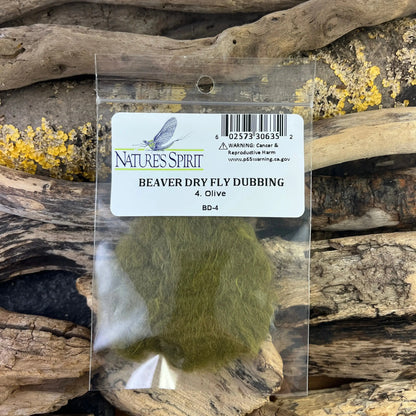 6 02573 30635 2
⚠WARNING: Cancer &
Reproductive Harm
www.p65warning.ca.gov
NATURE'S SPIRIT
BEAVER DRY FLY DUBBING
4. Olive
BD-4